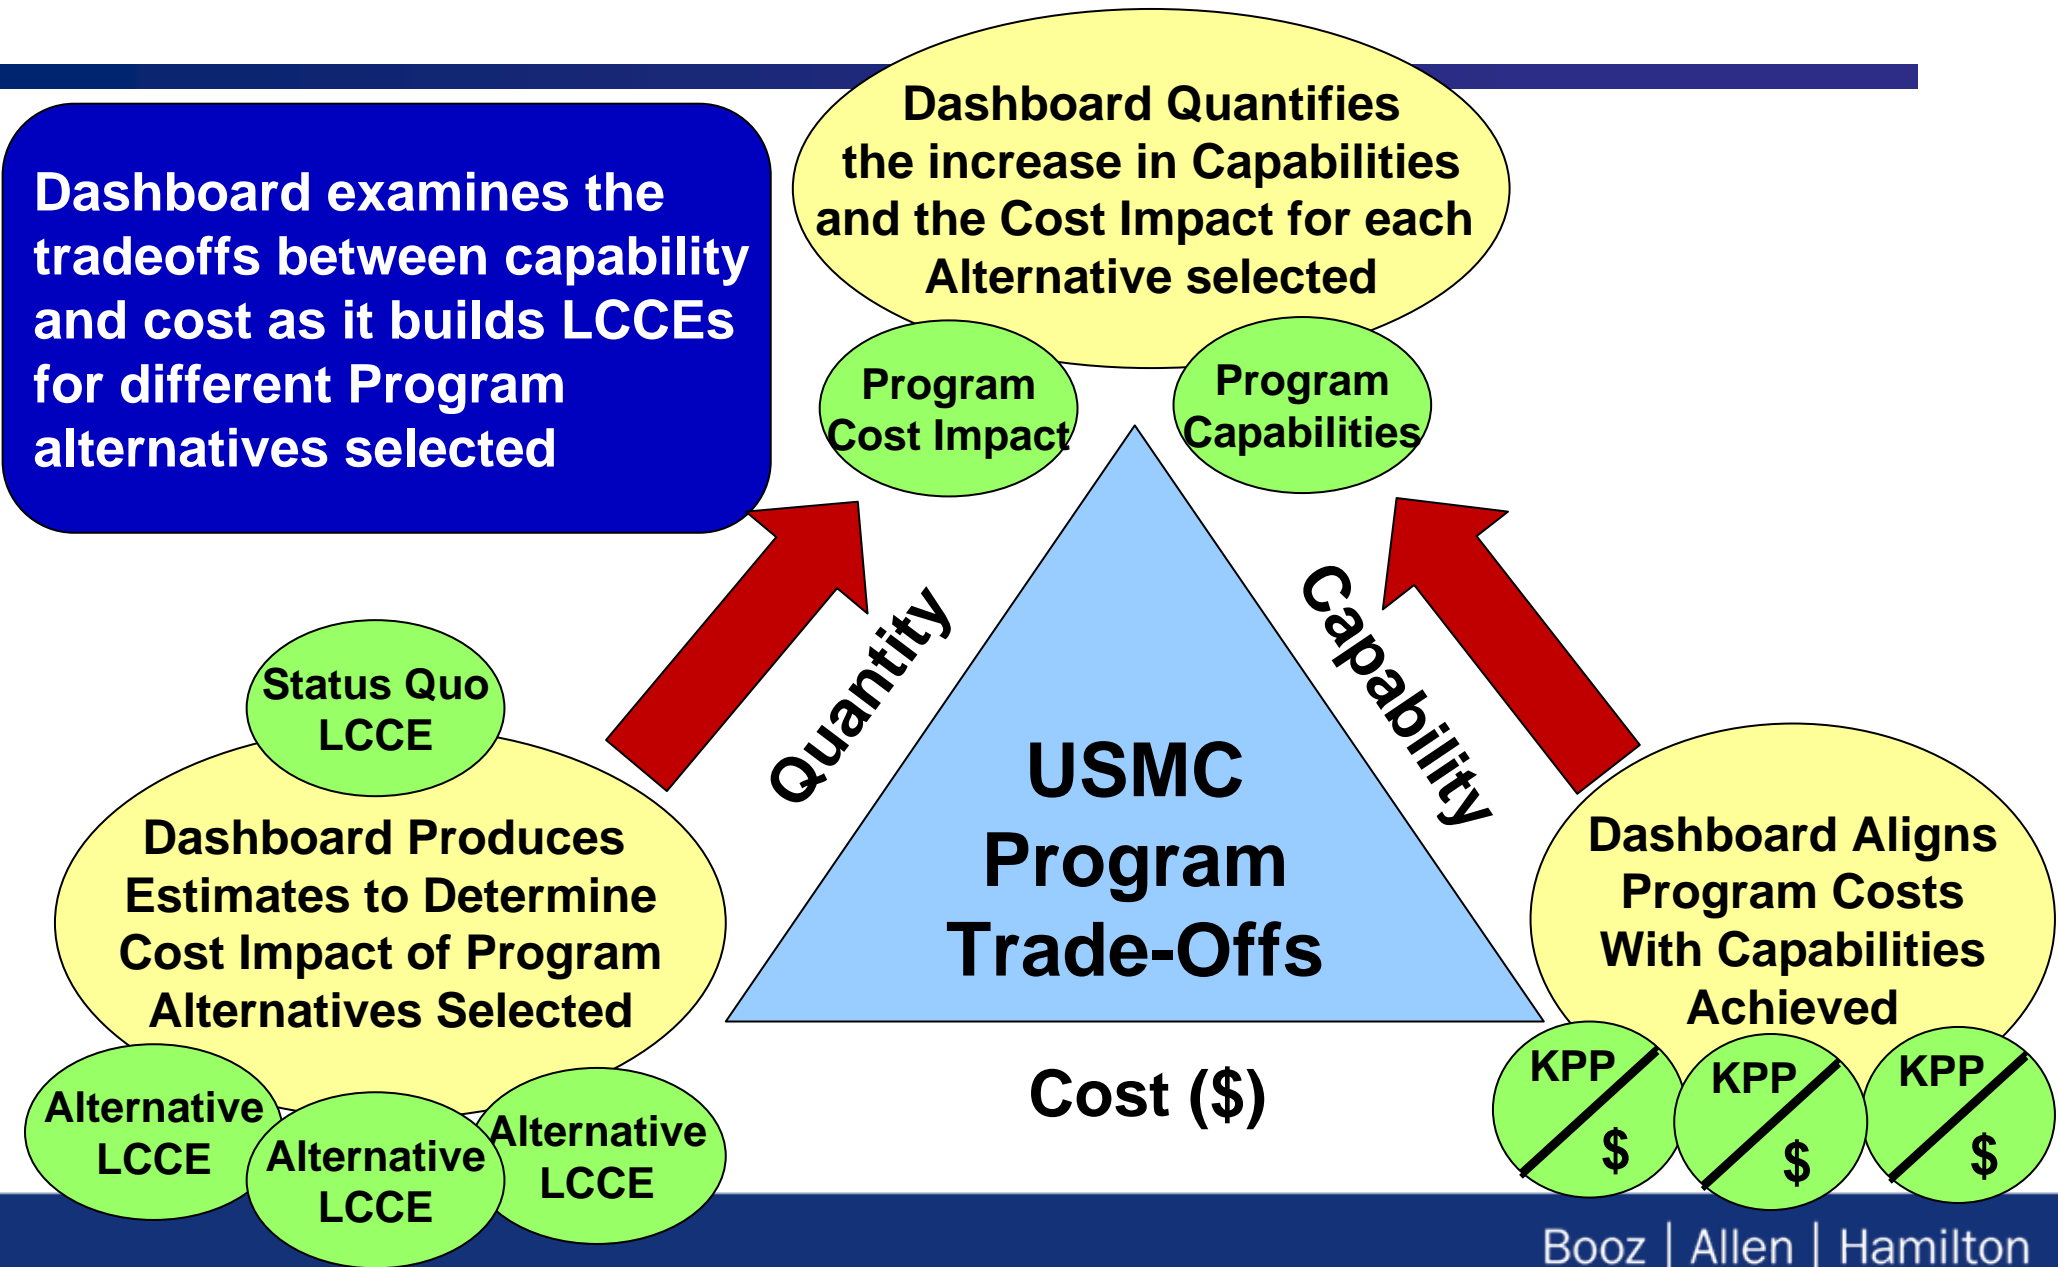 Dashboard Quantifies
the increase in Capabilities
and the Cost Impact for each
Alternative selected
Dashboard examines the
tradeoffs between capability
and cost as it builds LCCEs
for different Program
alternatives selected
Program
Cost Impact
Program
Capabilities
Quantity
Capability
Status Quo
LCCE
Dashboard Produces
Estimates to Determine
Cost Impact of Program
Alternatives Selected
Alternative
LCCE
Alternative
LCCE
Alternative
LCCE
USMC
Program
Trade-Offs
Cost ($)
Dashboard Aligns
Program Costs
With Capabilities
Achieved
KPP
$
KPP
$
KPP
$
Booz | Allen | Hamilton